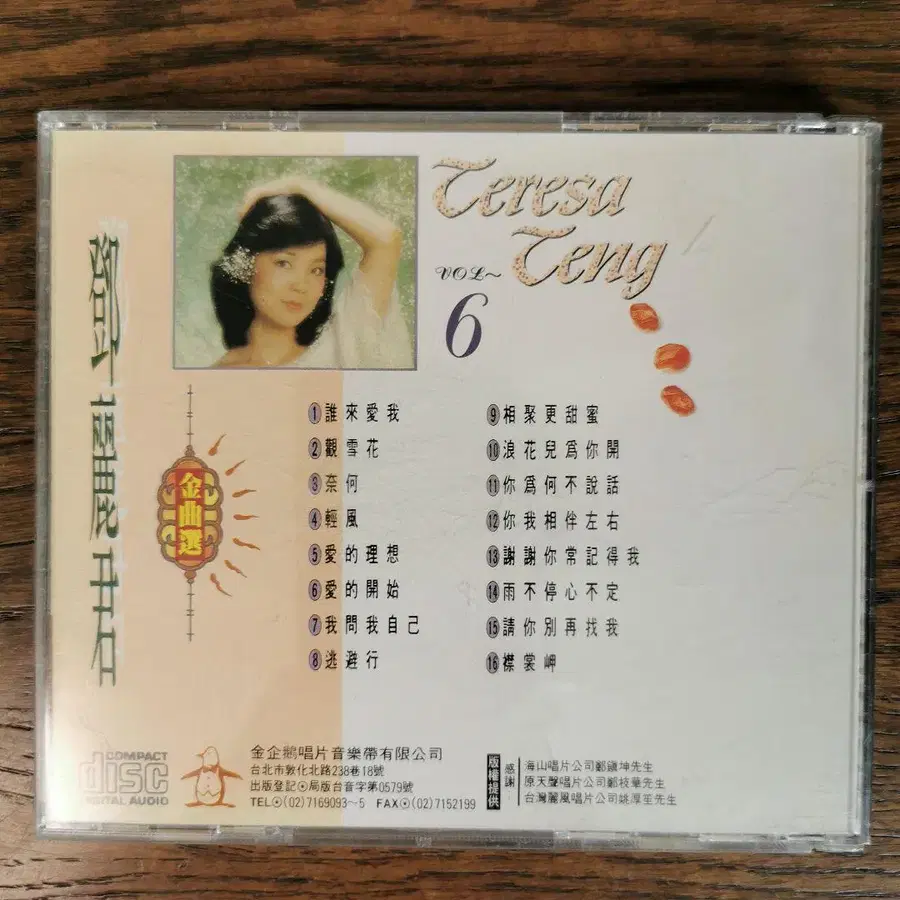 鄧麗君
金曲選
Teresa
Teng
VOL~
6
1 誰來愛我
2 觀雪花
3 奈何
4 輕風
5 愛的理想
6 愛的開始
7 我問我自己
8 逃避行
9 相聚更甜蜜
10 浪花兒為你開
11 你為何不說話
12 你我相伴左右
13 謝謝你常記得我
14 雨不停心不定
15 請你別再找我
16 襟裳岬
COMPACT
disc
DIGITAL AUDIO
金企鵝唱片音樂帶有限公司
台北市敦化北路238巷18號
出版登記⊙局版台音字第0579號
TEL⊙(02)7169093~5 FAX⊙(02)7152199
版權提供
感謝
海山唱片公司鄭鎭坤先生
原天聲唱片公司鄭枝華先生
台灣麗風唱片公司姚厚笙先生